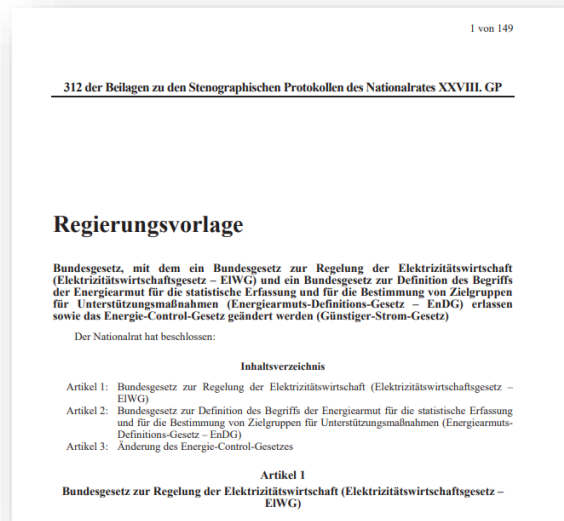 1 von 149
312 der Beilagen zu den Stenographischen Protokollen des Nationalrates XXVIII. GP
Regierungsvorlage
Bundesgesetz, mit dem ein Bundesgesetz zur Regelung der Elektrizitätswirtschaft
(Elektrizitätswirtschaftsgesetz – ElWG) und ein Bundesgesetz zur Definition des Begriffs
der Energiearmut für die statistische Erfassung und für die Bestimmung von Zielgruppen
für Unterstützungsmaßnahmen (Energiearmuts-Definitions-Gesetz – EnDG) erlassen
sowie das Energie-Control-Gesetz geändert werden (Günstiger-Strom-Gesetz)
Der Nationalrat hat beschlossen:
Inhaltsverzeichnis
Artikel 1: Bundesgesetz zur Regelung der Elektrizitätswirtschaft (Elektrizitätswirtschaftsgesetz –
ElWG)
Artikel 2: Bundesgesetz zur Definition des Begriffs der Energiearmut für die statistische Erfassung
und für die Bestimmung von Zielgruppen für Unterstützungsmaßnahmen (Energiearmuts-
Definitions-Gesetz – EnDG)
Artikel 3: Änderung des Energie-Control-Gesetzes
Artikel 1
Bundesgesetz zur Regelung der Elektrizitätswirtschaft (Elektrizitätswirtschaftsgesetz –
ElWG)